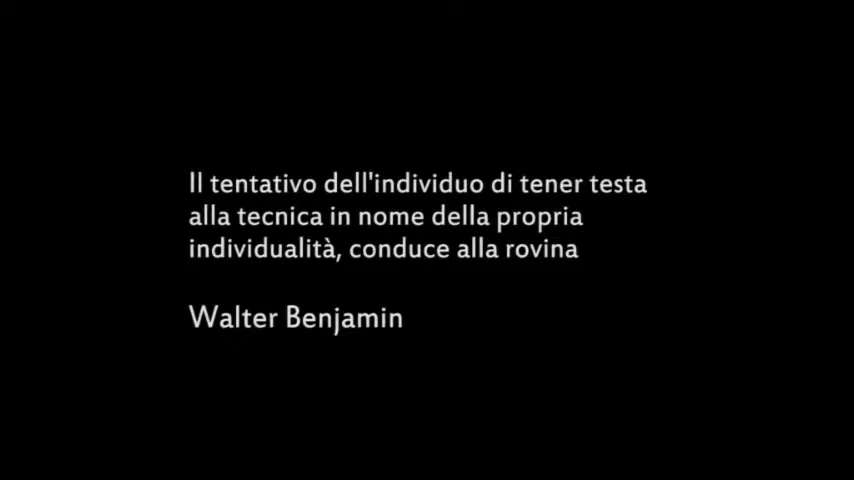 Il tentativo dell'individuo di tener testa
alla tecnica in nome della propria
individualità, conduce alla rovina
Walter Benjamin